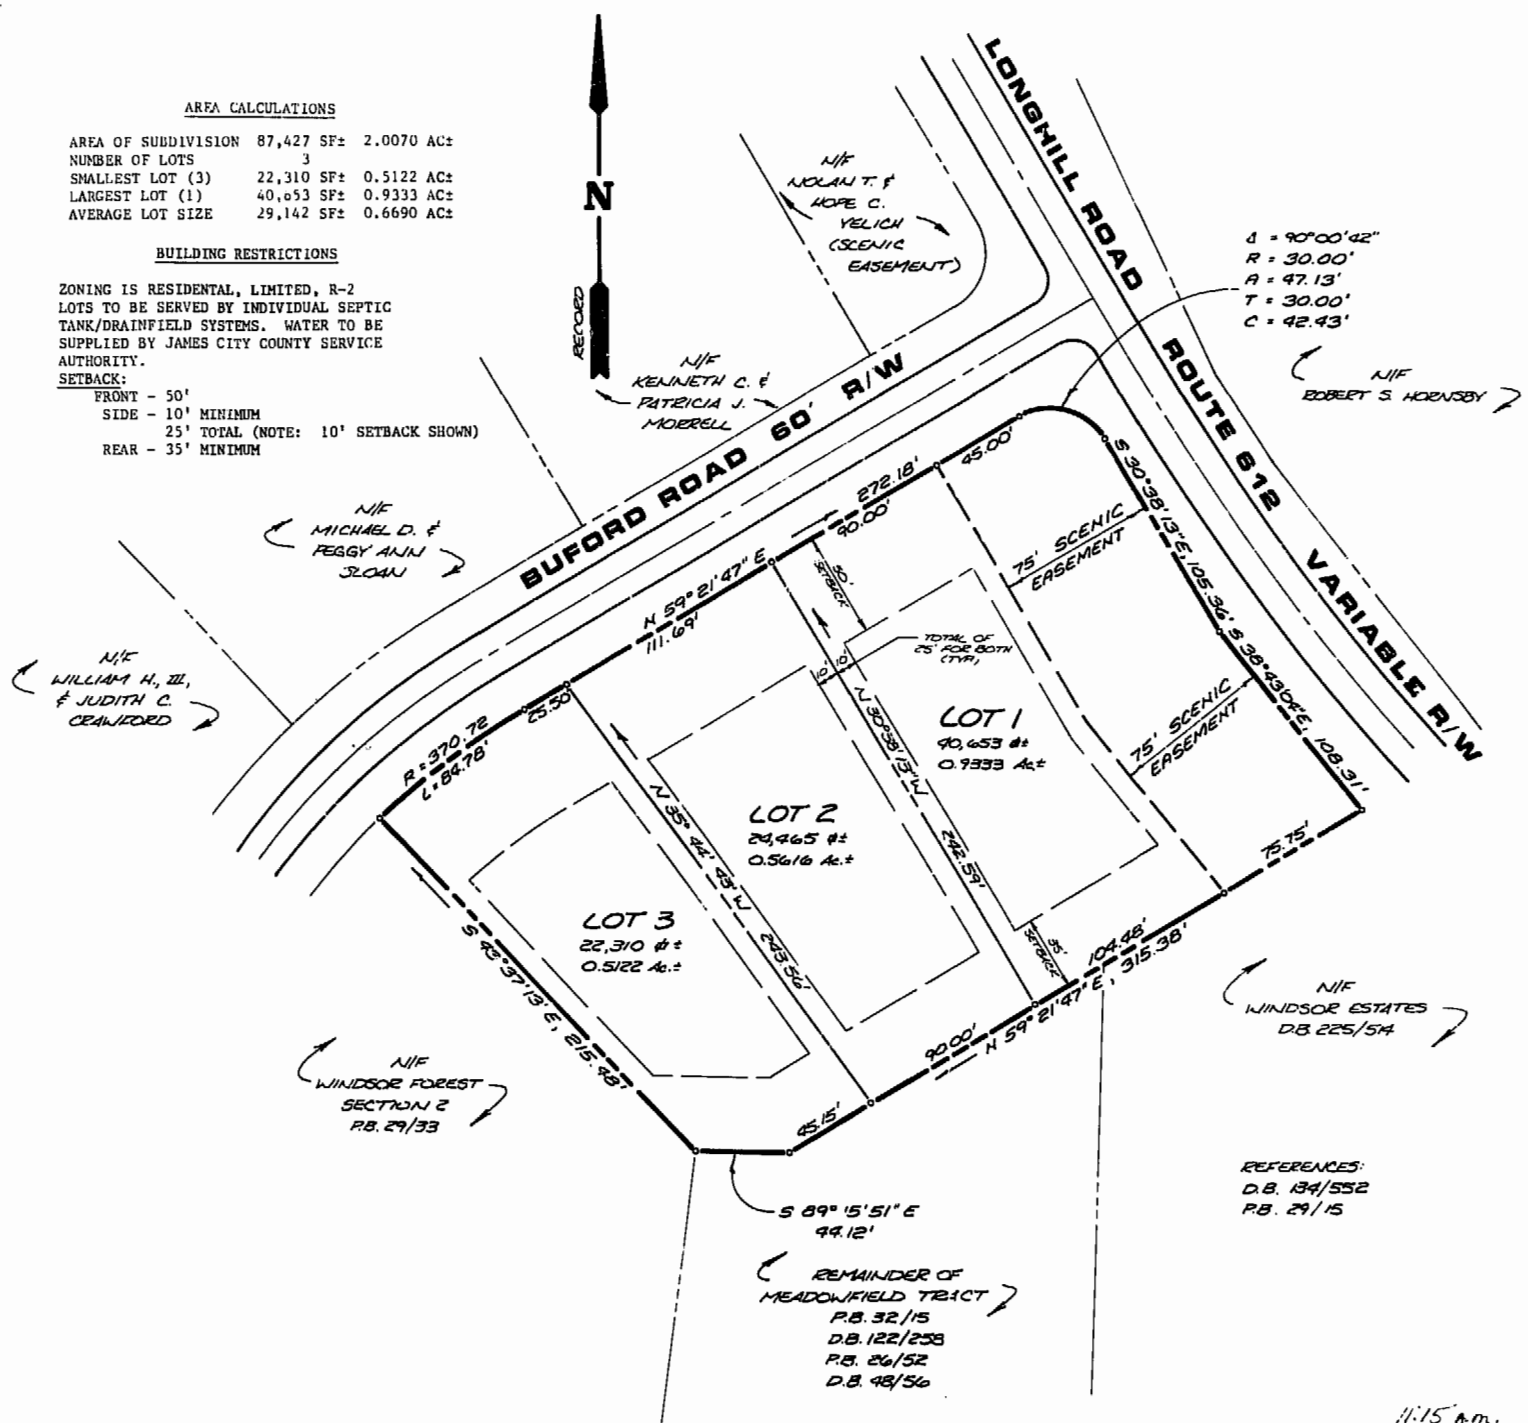 AREA CALCULATIONS
AREA OF SUBDIVISION 87,427 SF± 2.0070 AC±
NUMBER OF LOTS 3
SMALLEST LOT (3) 22,310 SF± 0.5122 AC±
LARGEST LOT (1) 40,653 SF± 0.9333 AC±
AVERAGE LOT SIZE 29,142 SF± 0.6690 AC±
BUILDING RESTRICTIONS
ZONING IS RESIDENTAL, LIMITED, R-2
LOTS TO BE SERVED BY INDIVIDUAL SEPTIC
TANK/DRAINFIELD SYSTEMS. WATER TO BE
SUPPLIED BY JAMES CITY COUNTY SERVICE
AUTHORITY.
SETBACK:
FRONT - 50'
SIDE - 10' MINIMUM
25' TOTAL (NOTE: 10' SETBACK SHOWN)
REAR - 35' MINIMUM
N
RECORD
N/F
NOLAN T. &
HOPE C.
YELICH
(SCENIC
EASEMENT)
LONGHILL ROAD ROUTE 612 VARIABLE R/W
Δ = 90°00'42"
R = 30.00'
A = 47.13'
T = 30.00'
C = 42.43'
N/F
ROBERT S. HORNSBY
N/F
KENNETH C. &
PATRICIA J.
MORRELL
BUFORD ROAD 60' R/W
N/F
MICHAEL D. &
PEGGY ANN
SLOAN
N/F
WILLIAM H., III,
& JUDITH C.
CRAWFORD
R = 370.72
L = 84.78'
25.50'
N 59° 21' 47" E
111.69'
272.18'
90.00'
45.00'
S 30°38'13"E, 105.36'
S 38°43'04"E, 108.31'
75' SCENIC
EASEMENT
75' SCENIC
EASEMENT
50'
SETBACK
10' 10'
TOTAL OF
25' FOR BOTH
(TYP.)
LOT 1
40,653 ⌀±
0.9333 Ac±
N 30°38'13" W
242.59'
LOT 2
24,465 ⌀±
0.5616 Ac.±
N 35° 44' 43" W
243.56'
LOT 3
22,310 ⌀±
0.5122 Ac.±
S 43°37'13"E, 215.48'
35'
SETBACK
75.75'
104.48'
N 59° 21'47" E, 315.38'
90.00'
45.15'
N/F
WINDSOR ESTATES
D.B. 225/514
N/F
WINDSOR FOREST
SECTION 2
P.B. 29/33
S 89° 15'51" E
44.12'
REMAINDER OF
MEADOWFIELD TRACT
P.B. 32/15
D.B. 122/258
P.B. 26/52
D.B. 48/56
REFERENCES:
D.B. 134/552
P.B. 29/15
11:15 a.m.